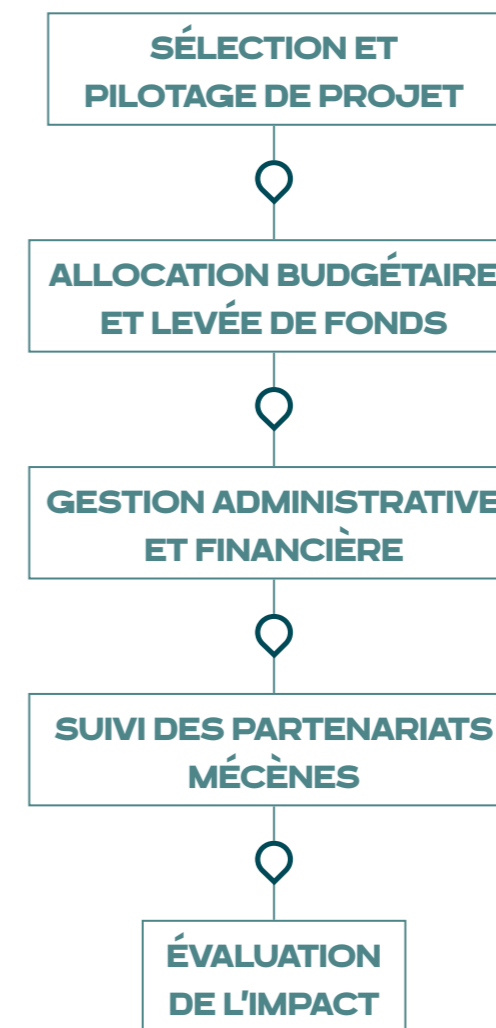 SÉLECTION ET
PILOTAGE DE PROJET
ALLOCATION BUDGÉTAIRE
ET LEVÉE DE FONDS
GESTION ADMINISTRATIVE
ET FINANCIÈRE
SUIVI DES PARTENARIATS
MÉCÈNES
ÉVALUATION
DE L'IMPACT